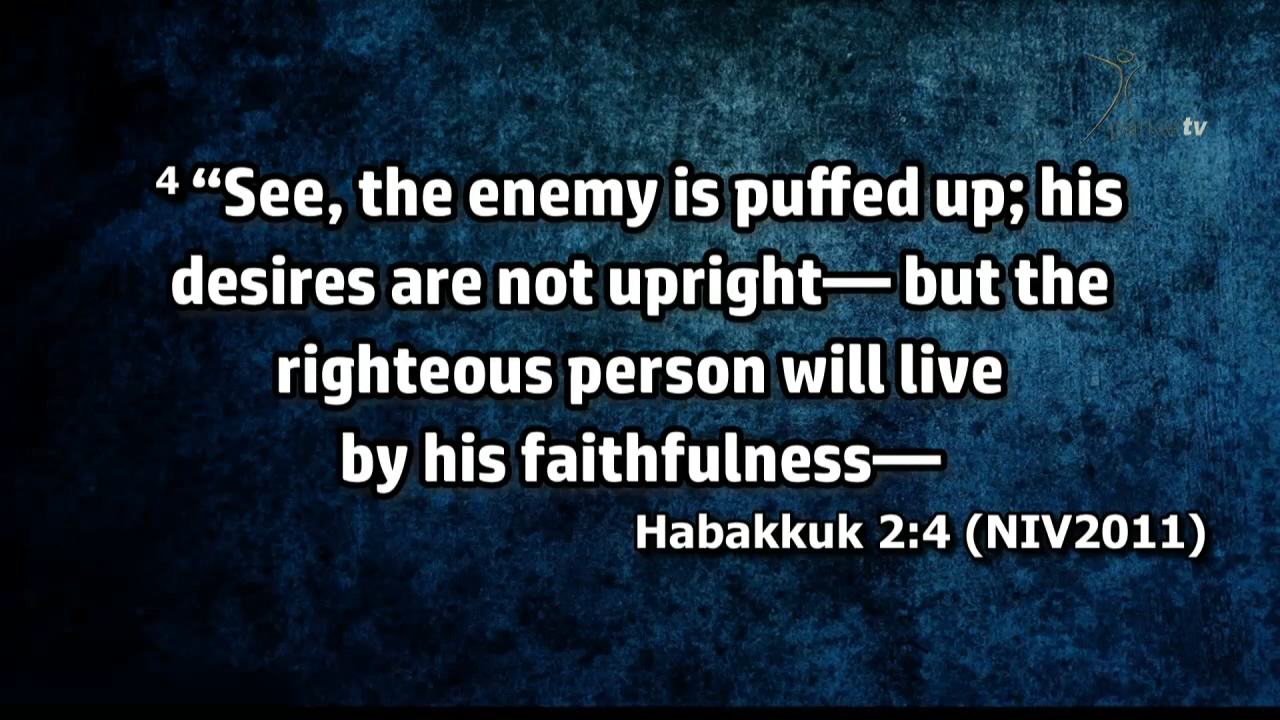 tv
⁴ “See, the enemy is puffed up; his
desires are not upright— but the
righteous person will live
by his faithfulness—
Habakkuk 2:4 (NIV2011)